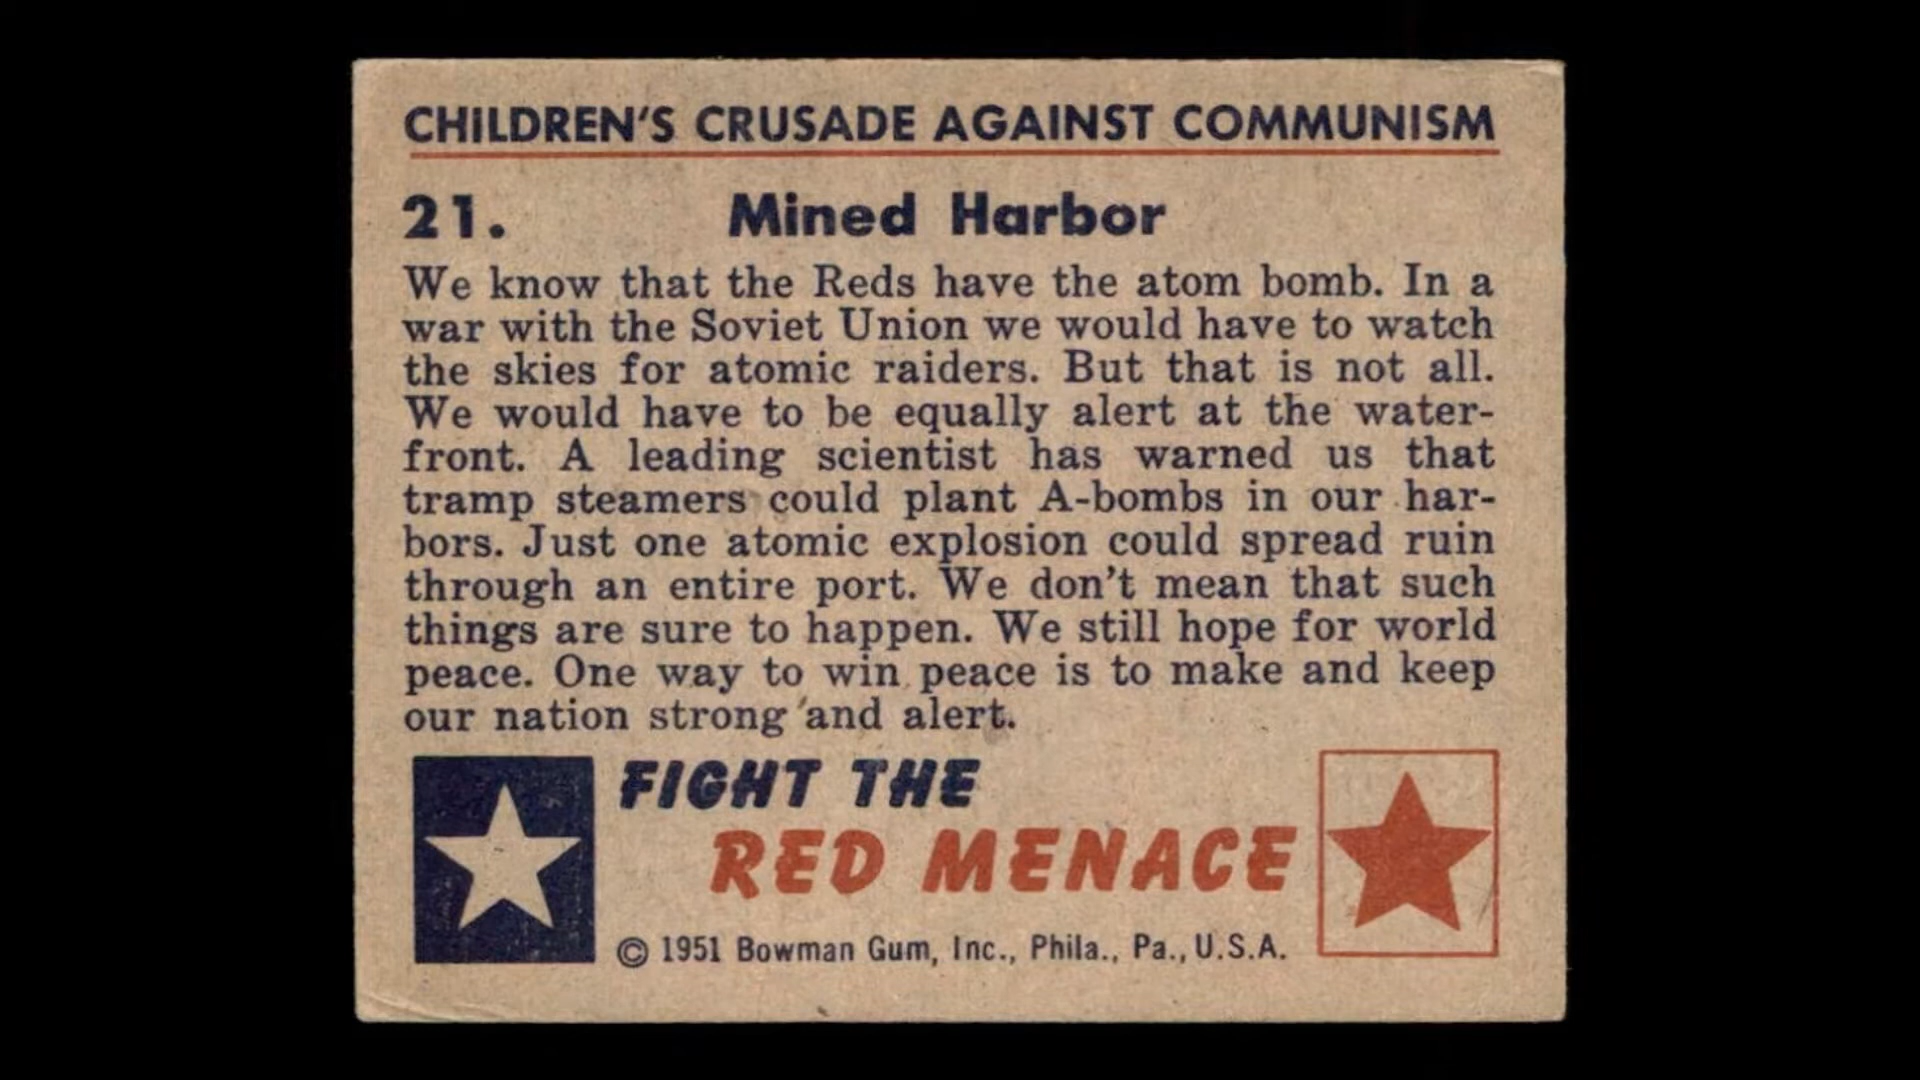 CHILDREN'S CRUSADE AGAINST COMMUNISM
21. Mined Harbor
We know that the Reds have the atom bomb. In a
war with the Soviet Union we would have to watch
the skies for atomic raiders. But that is not all.
We would have to be equally alert at the water-
front. A leading scientist has warned us that
tramp steamers could plant A-bombs in our har-
bors. Just one atomic explosion could spread ruin
through an entire port. We don't mean that such
things are sure to happen. We still hope for world
peace. One way to win peace is to make and keep
our nation strong and alert.
FIGHT THE
RED MENACE
© 1951 Bowman Gum, Inc., Phila., Pa., U.S.A.